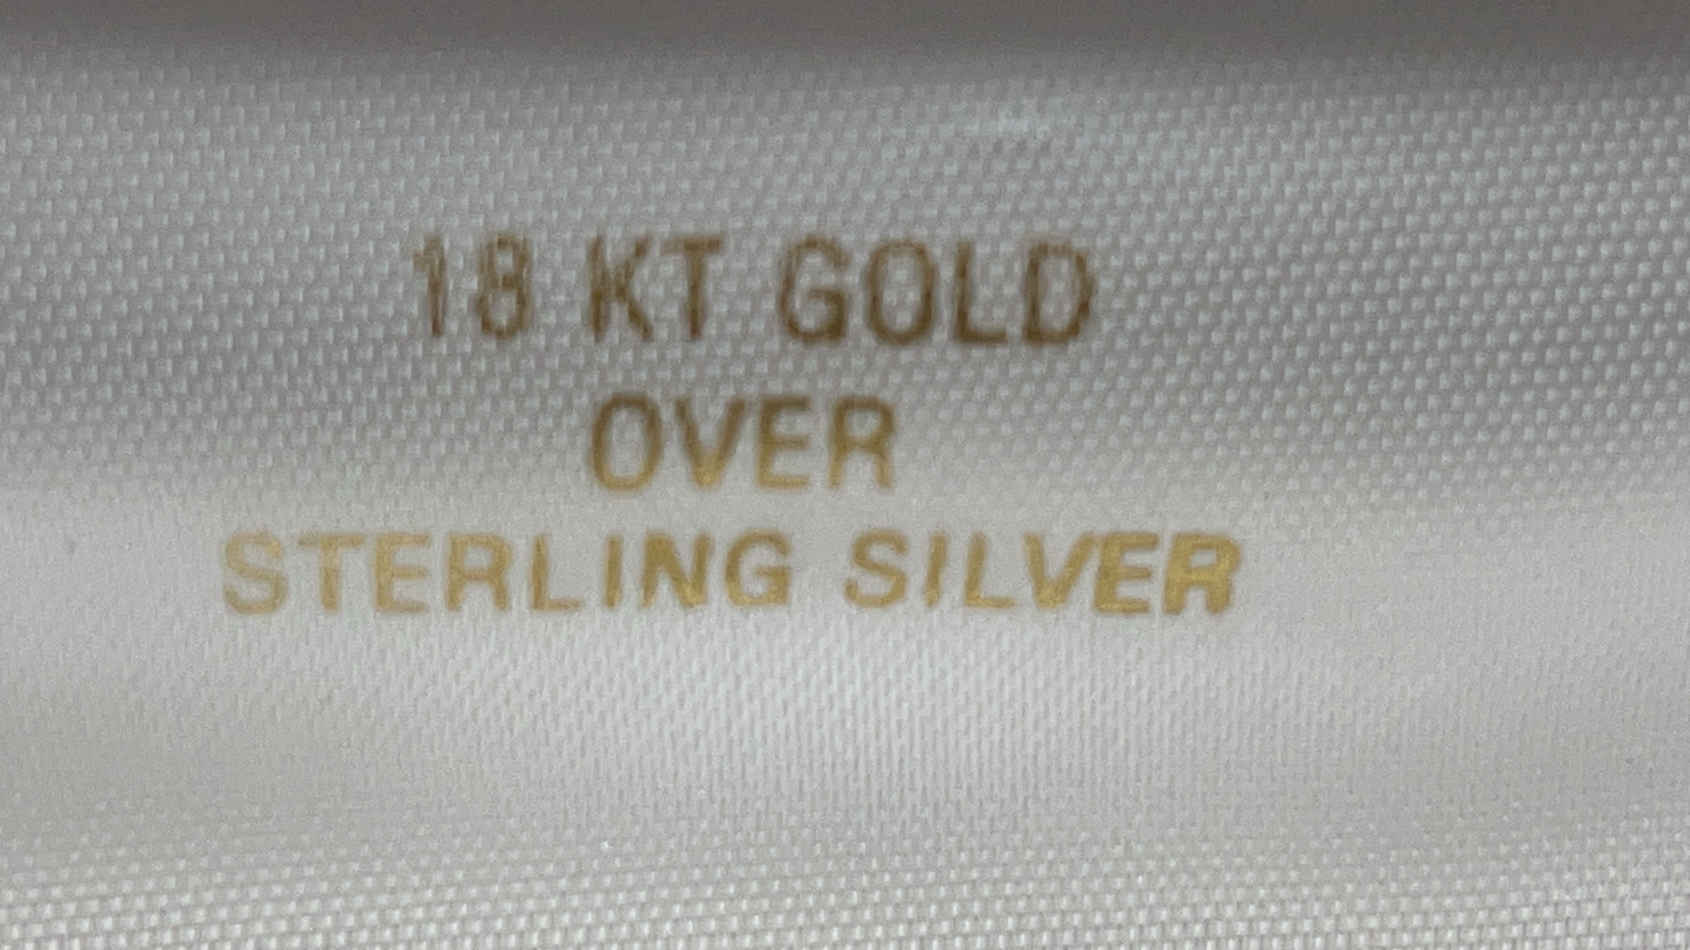 18 KT GOLD
OVER
STERLING SILVER